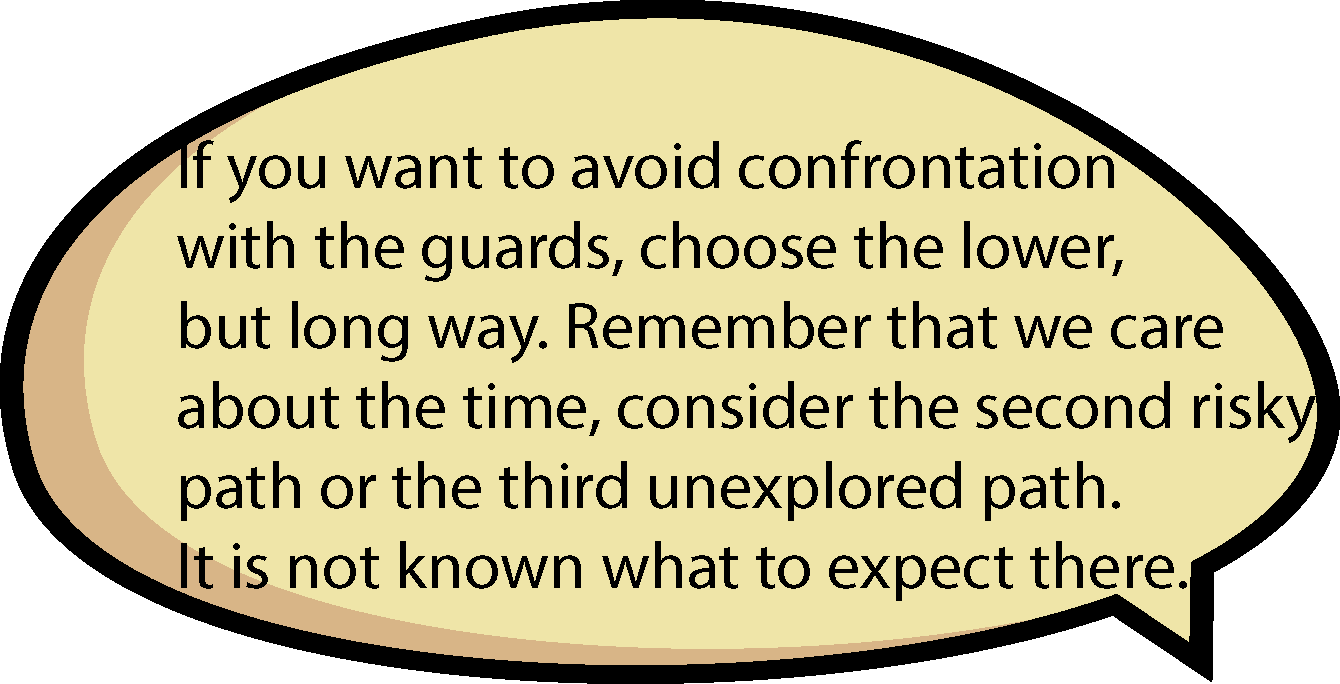 If you want to avoid confrontation
with the guards, choose the lower,
but long way. Remember that we care
about the time, consider the second risky
path or the third unexplored path.
It is not known what to expect there.